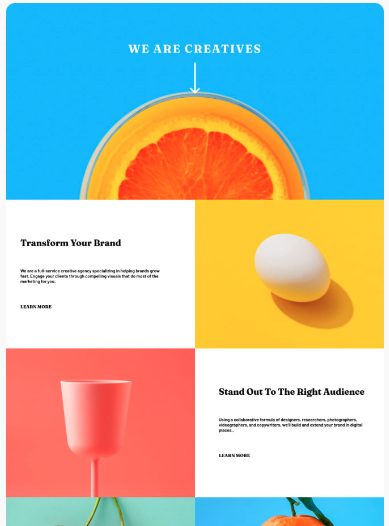 WE ARE CREATIVES
Transform Your Brand
We are a full-service creative agency specializing in helping brands grow
fast. Engage your clients through compelling visuals that do most of the
marketing for you.
LEARN MORE
Stand Out To The Right Audience
Using a collaborative formula of designers, researchers, photographers,
videographers, and copywriters, we'll build and extend your brand in digital
places.
LEARN MORE